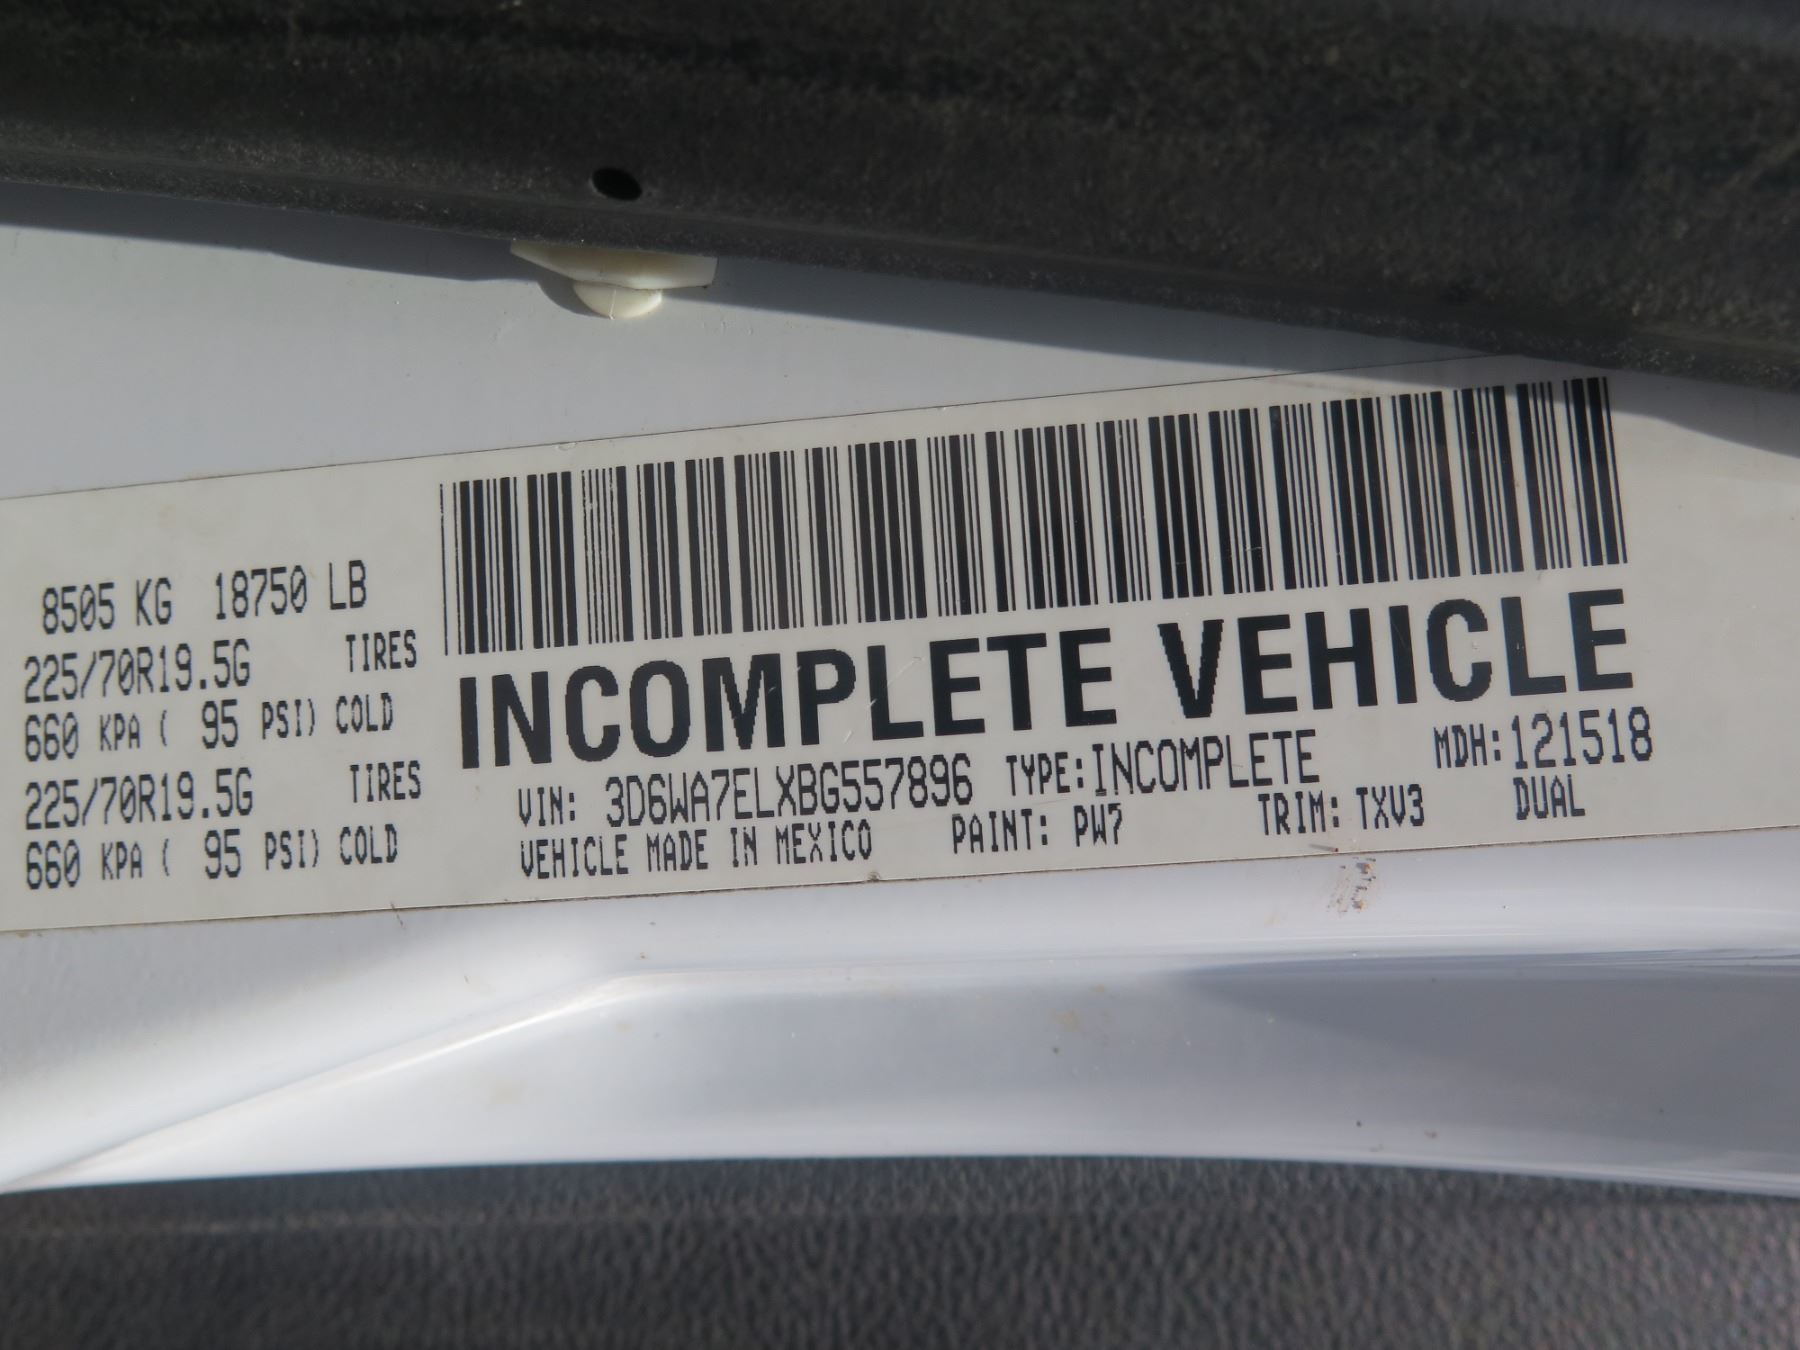 8505 KG 18750 LB
225/70R19.5G TIRES
660 KPA ( 95 PSI) COLD
225/70R19.5G TIRES
660 KPA ( 95 PSI) COLD
INCOMPLETE VEHICLE
VIN: 3D6WA7ELXBG557896 TYPE: INCOMPLETE MDH: 121518
VEHICLE MADE IN MEXICO PAINT: PW7 TRIM: TXV3 DUAL